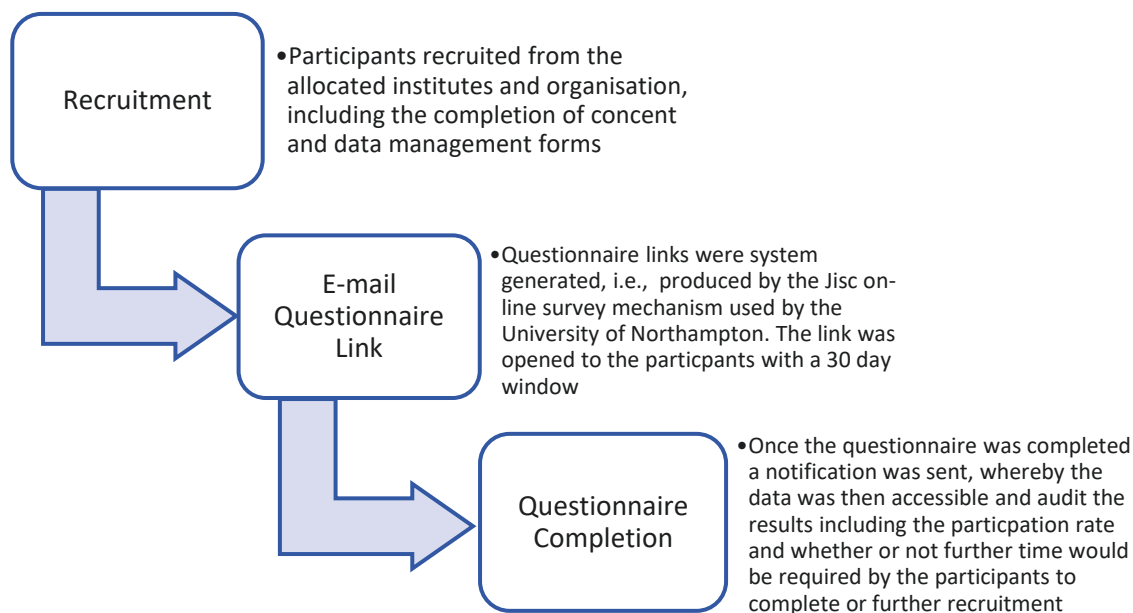 Recruitment
•Participants recruited from the
allocated institutes and organisation,
including the completion of concent
and data management forms
E-mail
Questionnaire
Link
•Questionnaire links were system
generated, i.e., produced by the Jisc on-
line survey mechanism used by the
University of Northampton. The link was
opened to the particpants with a 30 day
window
Questionnaire
Completion
•Once the questionnaire was completed
a notification was sent, whereby the
data was then accessible and audit the
results including the particpation rate
and whether or not further time would
be required by the participants to
complete or further recruitment